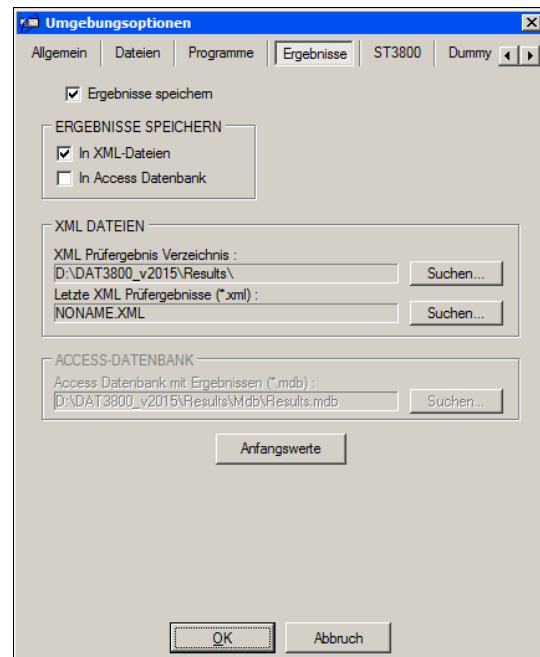 Umgebungsoptionen
Allgemein Dateien Programme Ergebnisse ST3800 Dummy
Ergebnisse speichern
ERGEBNISSE SPEICHERN
In XML-Dateien
In Access Datenbank
XML DATEIEN
XML Prüfergebnis Verzeichnis :
D:\DAT3800_v2015\Results\ Suchen...
Letzte XML Prüfergebnisse (*.xml) :
NONAME.XML Suchen...
ACCESS-DATENBANK
Access Datenbank mit Ergebnissen (*.mdb) :
D:\DAT3800_v2015\Results\Mdb\Results.mdb Suchen...
Anfangswerte
OK Abbruch